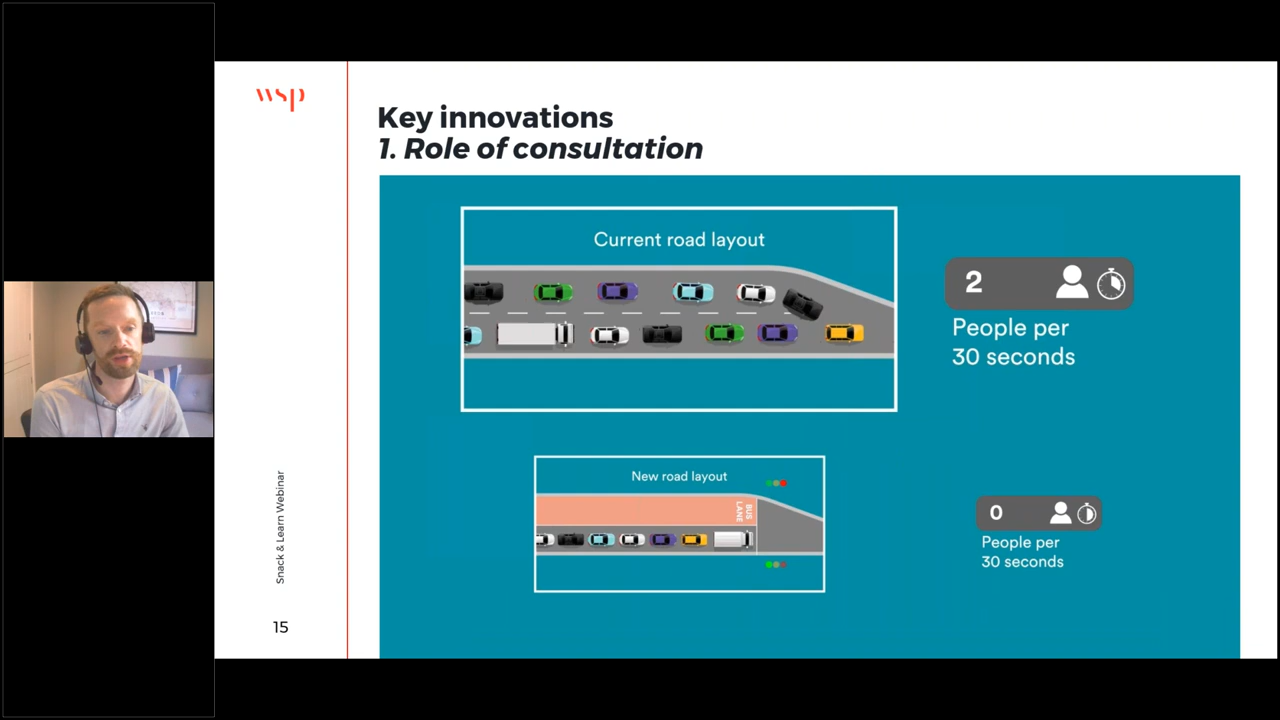 wsp
Key innovations
1. Role of consultation
Current road layout
2
People per
30 seconds
New road layout
BUS
LANE
0
People per
30 seconds
Snack & Learn Webinar
15